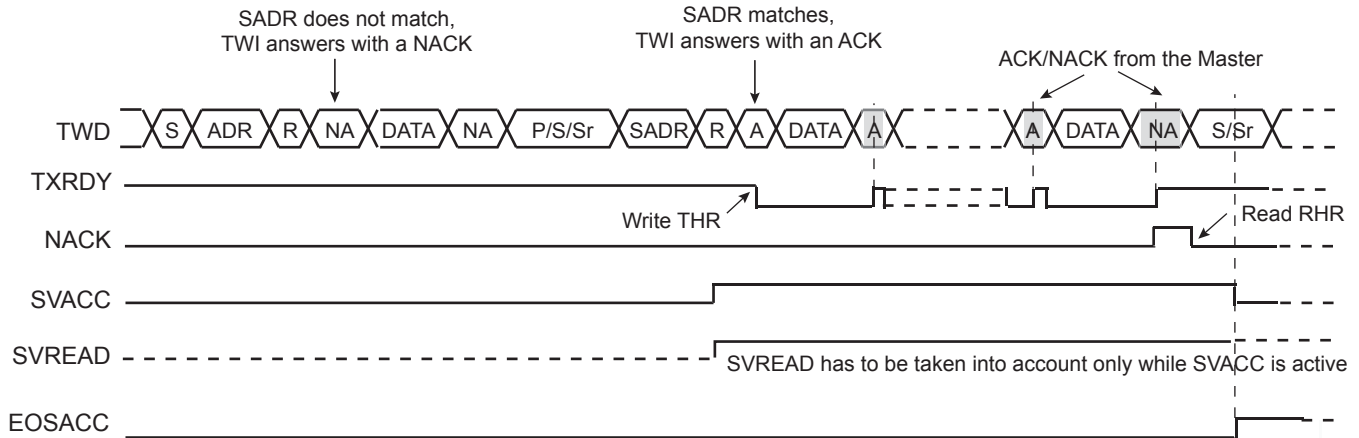 SADR does not match,
TWI answers with a NACK
SADR matches,
TWI answers with an ACK
ACK/NACK from the Master
TWD S ADR R NA DATA NA P/S/Sr SADR R A DATA A A DATA NA S/Sr
TXRDY
Write THR
Read RHR
NACK
SVACC
SVREAD
SVREAD has to be taken into account only while SVACC is active
EOSACC